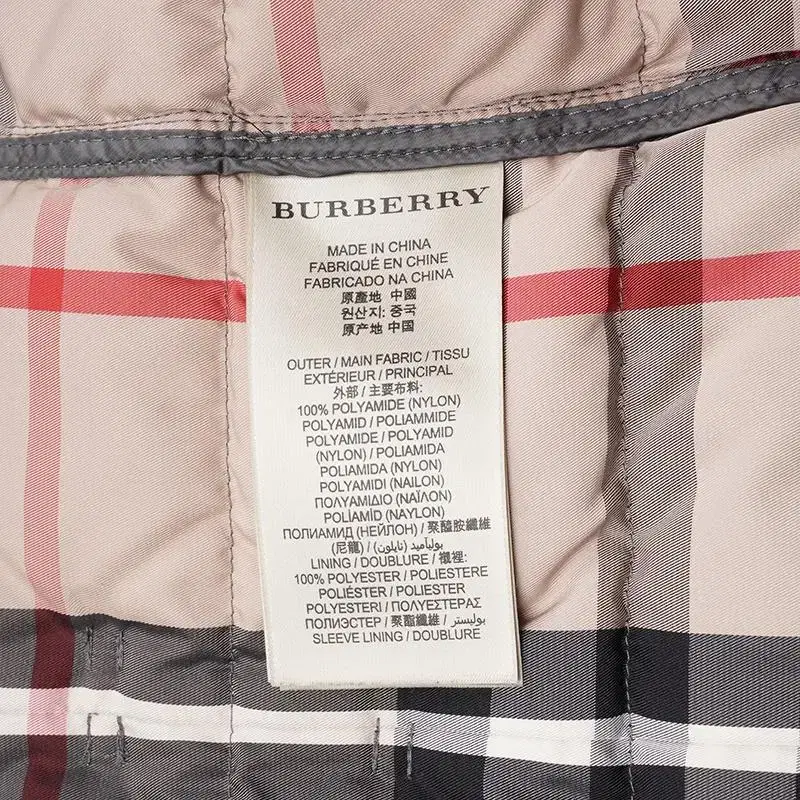 BURBERRY
MADE IN CHINA
FABRIQUÉ EN CHINE
FABRICADO NA CHINA
原產地 中國
원산지: 중국
原产地 中国
OUTER / MAIN FABRIC / TISSU
EXTÉRIEUR / PRINCIPAL
外部 / 主要布料:
100% POLYAMIDE (NYLON)
POLYAMID / POLIAMMIDE
POLYAMIDE / POLYAMID
(NYLON) / POLIAMIDA
POLIAMIDA (NYLON)
POLYAMIDI (NAILON)
ΠΟΛΥΑΜΙΔΙΟ (ΝΑΪΛΟΝ)
POLİAMİD (NAYLON)
ПОЛИАМИД (НЕЙЛОН) / 聚醯胺纖維
(尼龍) / بوليآميد (نايلون)
LINING / DOUBLURE / 襯裡:
100% POLYESTER / POLIESTERE
POLIÉSTER / POLIESTER
POLYESTERI / ΠΟΛΥΕΣΤΕΡΑΣ
ПОЛИЭСТЕР / 聚酯纖維 / بوليستر
SLEEVE LINING / DOUBLURE